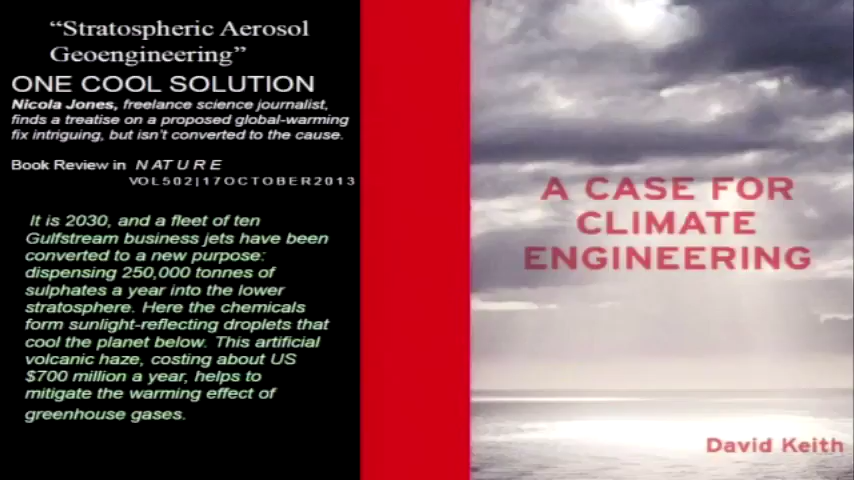 “Stratospheric Aerosol
Geoengineering”
ONE COOL SOLUTION
Nicola Jones, freelance science journalist,
finds a treatise on a proposed global-warming
fix intriguing, but isn't converted to the cause.
Book Review in NATURE
VOL502|17OCTOBER2013
It is 2030, and a fleet of ten
Gulfstream business jets have been
converted to a new purpose:
dispensing 250,000 tonnes of
sulphates a year into the lower
stratosphere. Here the chemicals
form sunlight-reflecting droplets that
cool the planet below. This artificial
volcanic haze, costing about US
$700 million a year, helps to
mitigate the warming effect of
greenhouse gases.
A CASE FOR
CLIMATE
ENGINEERING
David Keith